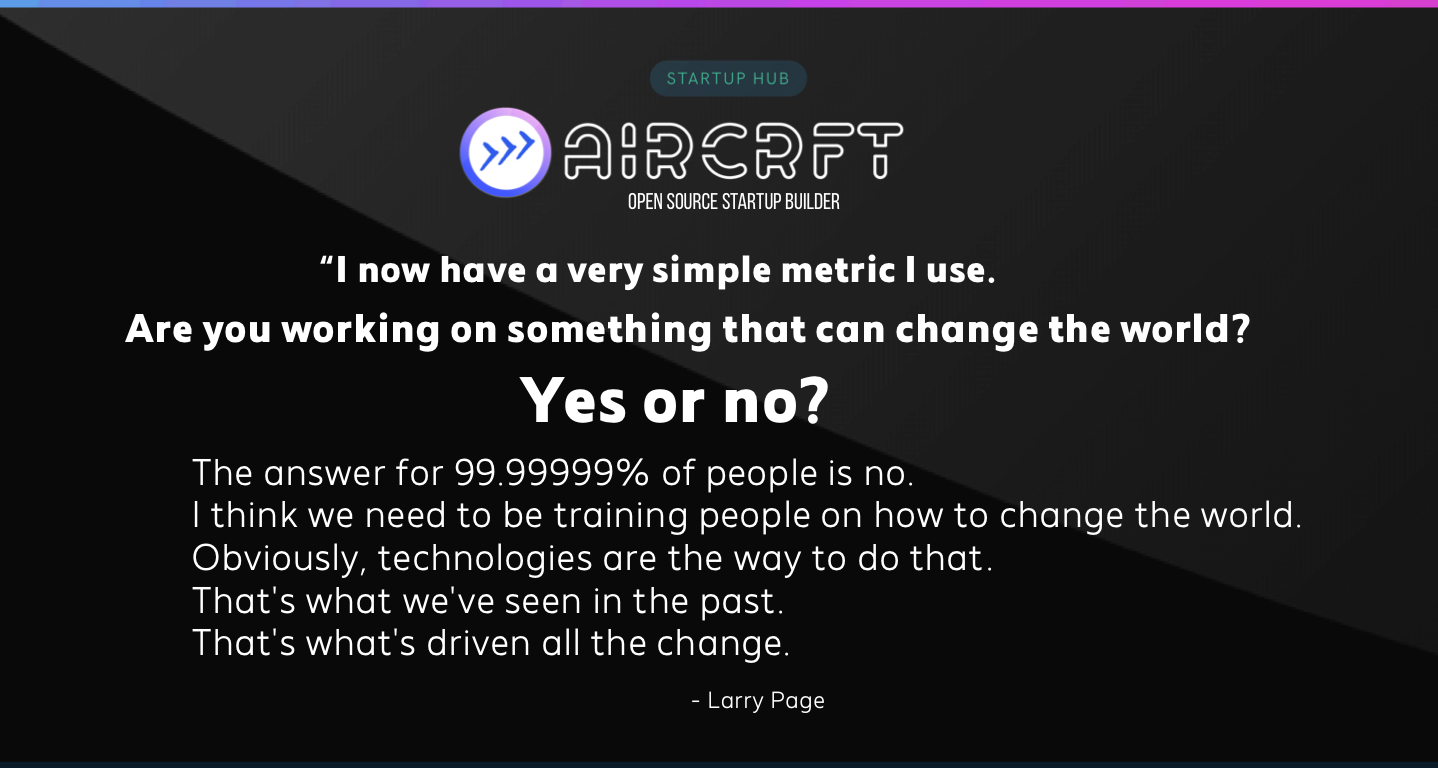 STARTUP HUB
AIRCRFT
OPEN SOURCE STARTUP BUILDER
“I now have a very simple metric I use.
Are you working on something that can change the world?
Yes or no?
The answer for 99.99999% of people is no.
I think we need to be training people on how to change the world.
Obviously, technologies are the way to do that.
That's what we've seen in the past.
That's what's driven all the change.
- Larry Page